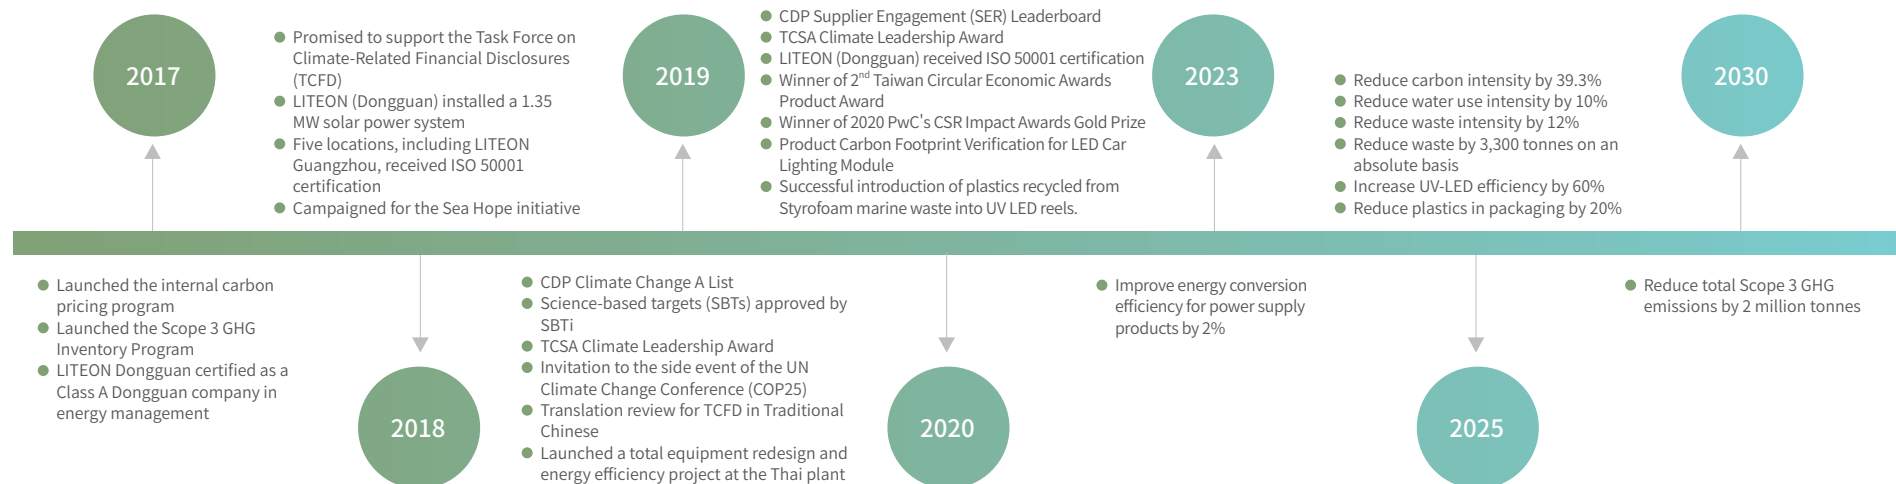 2017
Launched the internal carbon
pricing program
Launched the Scope 3 GHG
Inventory Program
LITEON Dongguan certified as a
Class A Dongguan company in
energy management
Promised to support the Task Force on
Climate-Related Financial Disclosures
(TCFD)
LITEON (Dongguan) installed a 1.35
MW solar power system
Five locations, including LITEON
Guangzhou, received ISO 50001
certification
Campaigned for the Sea Hope initiative
2018
2019
CDP Climate Change A List
Science-based targets (SBTs) approved by
SBTi
TCSA Climate Leadership Award
Invitation to the side event of the UN
Climate Change Conference (COP25)
Translation review for TCFD in Traditional
Chinese
Launched a total equipment redesign and
energy efficiency project at the Thai plant
CDP Supplier Engagement (SER) Leaderboard
TCSA Climate Leadership Award
LITEON (Dongguan) received ISO 50001 certification
Winner of 2nd Taiwan Circular Economic Awards
Product Award
Winner of 2020 PwC's CSR Impact Awards Gold Prize
Product Carbon Footprint Verification for LED Car
Lighting Module
Successful introduction of plastics recycled from
Styrofoam marine waste into UV LED reels.
2020
2023
Improve energy conversion
efficiency for power supply
products by 2%
Reduce carbon intensity by 39.3%
Reduce water use intensity by 10%
Reduce waste intensity by 12%
Reduce waste by 3,300 tonnes on an
absolute basis
Increase UV-LED efficiency by 60%
Reduce plastics in packaging by 20%
2025
2030
Reduce total Scope 3 GHG
emissions by 2 million tonnes